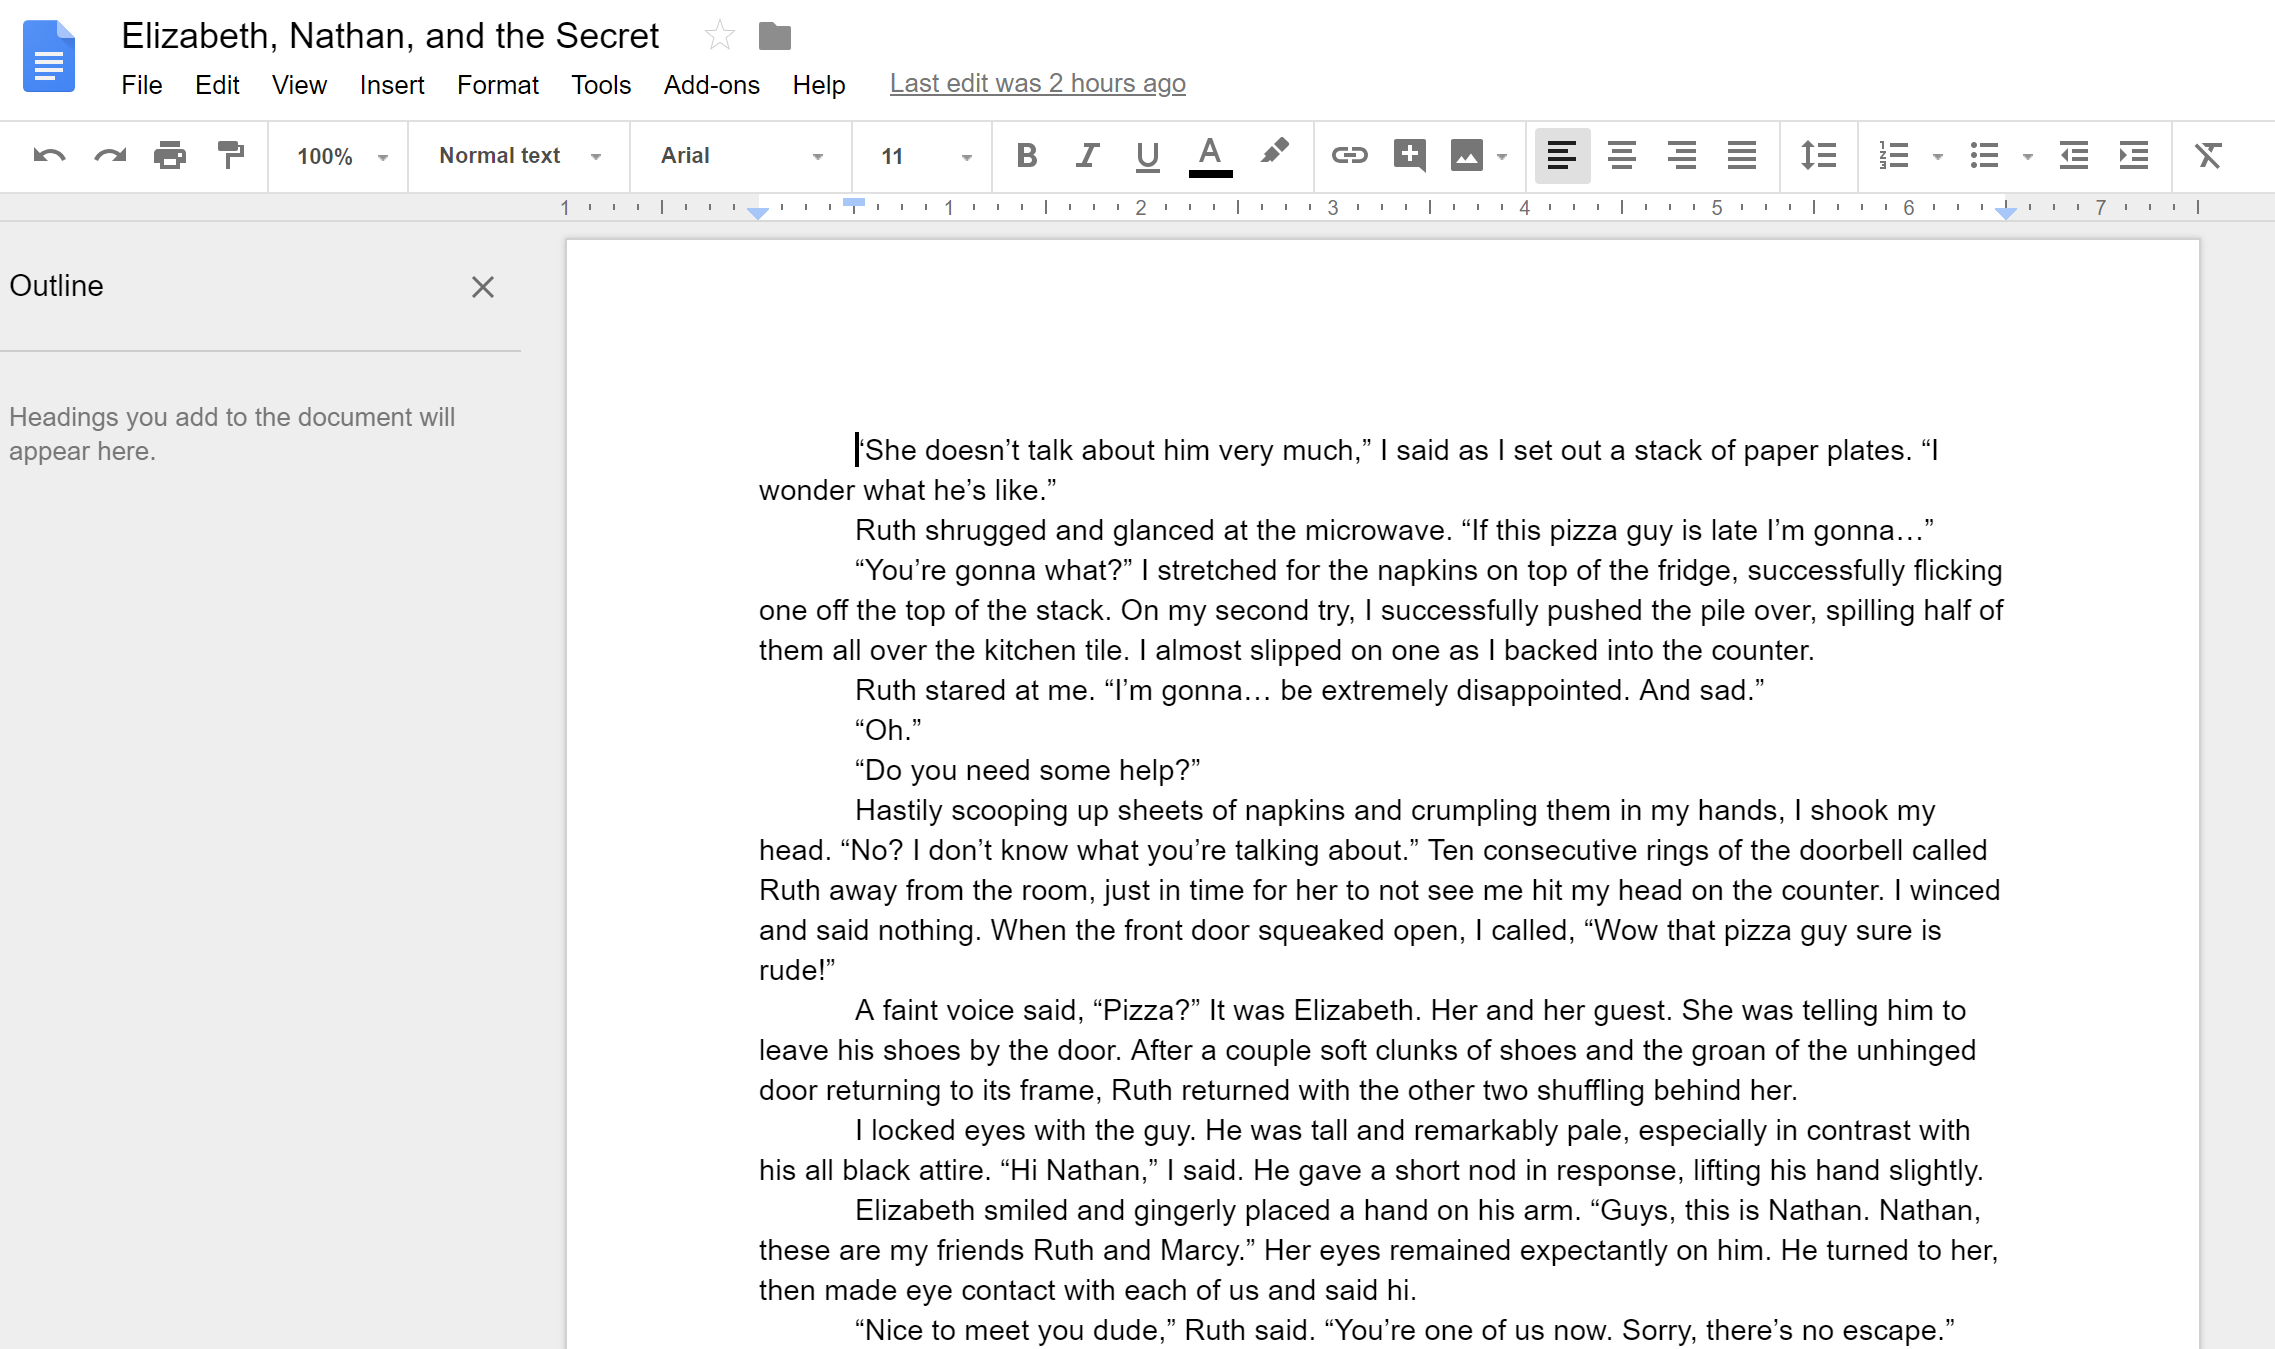 Elizabeth, Nathan, and the Secret
File Edit View Insert Format Tools Add-ons Help Last edit was 2 hours ago
100% Normal text Arial 11 B I U A
1 1 2 3 4 5 6 7
Outline
Headings you add to the document will
appear here.
“She doesn’t talk about him very much,” I said as I set out a stack of paper plates. “I
wonder what he’s like.”
Ruth shrugged and glanced at the microwave. “If this pizza guy is late I’m gonna…”
“You’re gonna what?” I stretched for the napkins on top of the fridge, successfully flicking
one off the top of the stack. On my second try, I successfully pushed the pile over, spilling half of
them all over the kitchen tile. I almost slipped on one as I backed into the counter.
Ruth stared at me. “I’m gonna… be extremely disappointed. And sad.”
“Oh.”
“Do you need some help?”
Hastily scooping up sheets of napkins and crumpling them in my hands, I shook my
head. “No? I don’t know what you’re talking about.” Ten consecutive rings of the doorbell called
Ruth away from the room, just in time for her to not see me hit my head on the counter. I winced
and said nothing. When the front door squeaked open, I called, “Wow that pizza guy sure is
rude!”
A faint voice said, “Pizza?” It was Elizabeth. Her and her guest. She was telling him to
leave his shoes by the door. After a couple soft clunks of shoes and the groan of the unhinged
door returning to its frame, Ruth returned with the other two shuffling behind her.
I locked eyes with the guy. He was tall and remarkably pale, especially in contrast with
his all black attire. “Hi Nathan,” I said. He gave a short nod in response, lifting his hand slightly.
Elizabeth smiled and gingerly placed a hand on his arm. “Guys, this is Nathan. Nathan,
these are my friends Ruth and Marcy.” Her eyes remained expectantly on him. He turned to her,
then made eye contact with each of us and said hi.
“Nice to meet you dude,” Ruth said. “You’re one of us now. Sorry, there’s no escape.”